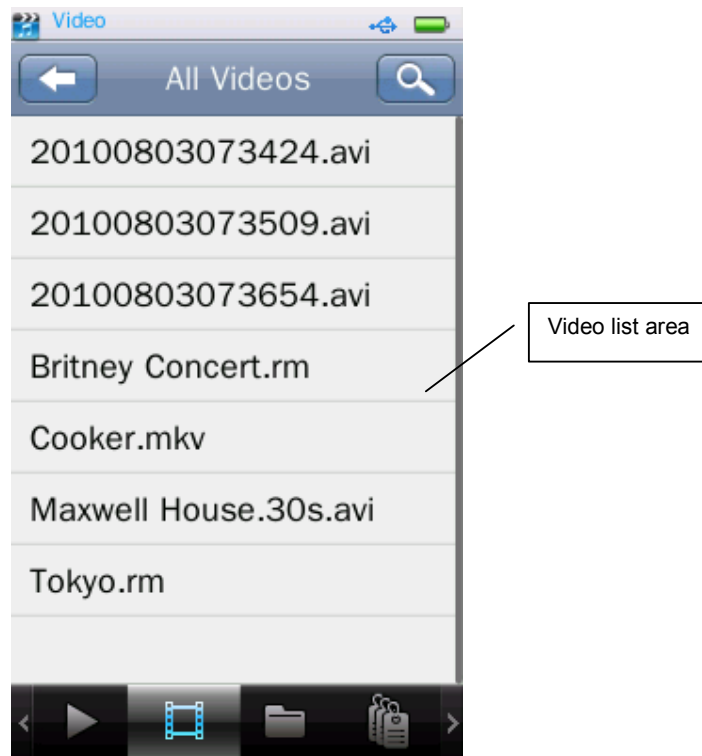 Video
All Videos
20100803073424.avi
20100803073509.avi
20100803073654.avi
Britney Concert.rm
Video list area
Cooker.mkv
Maxwell House.30s.avi
Tokyo.rm